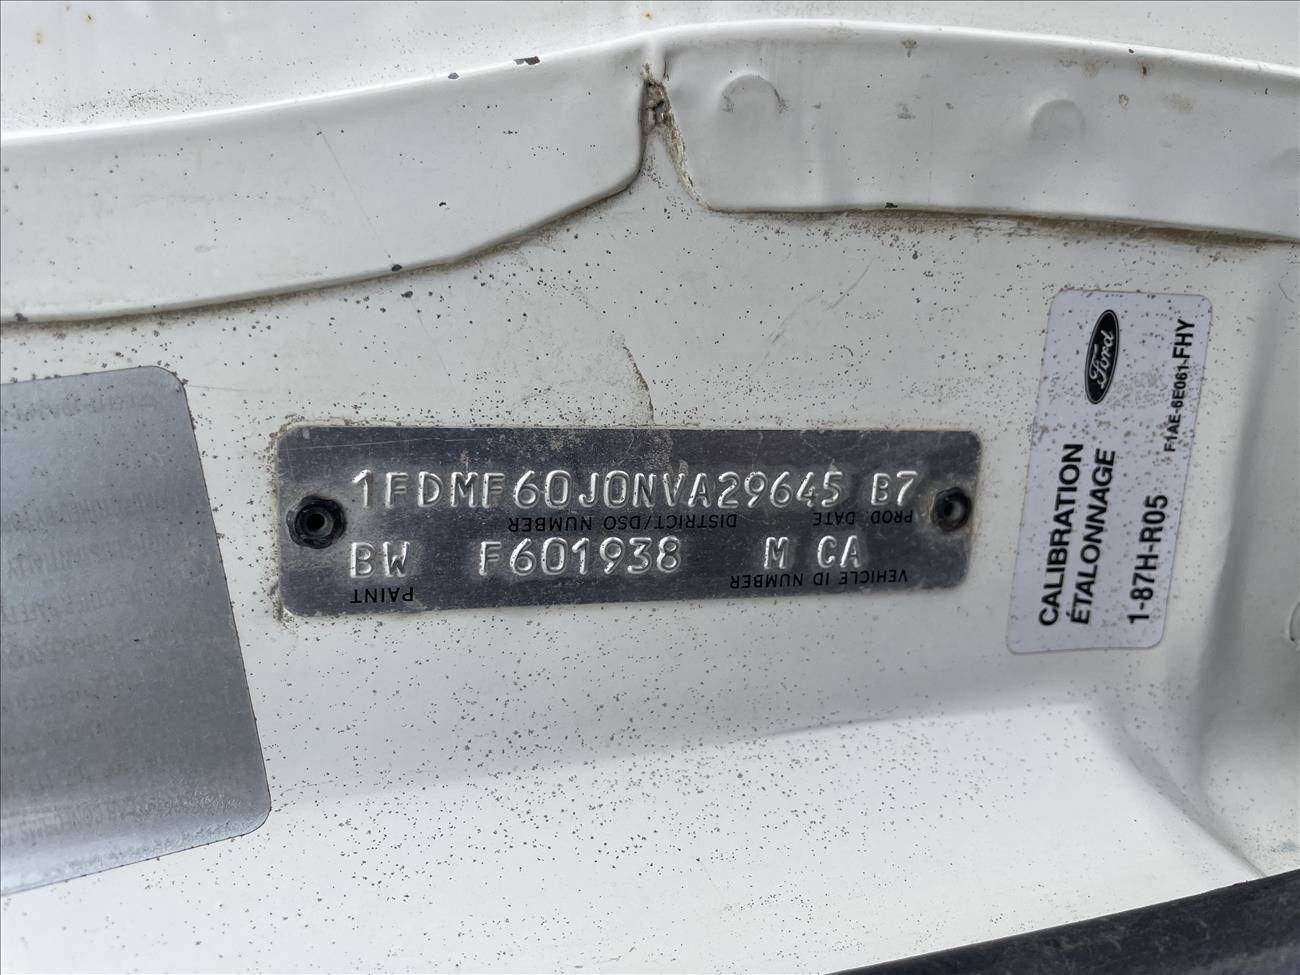 1FDMF60J0NVA29645 B7
DISTRICT/DSO NUMBER PROD DATE
BW F601938 M CA
PAINT VEHICLE ID NUMBER
Ford
CALIBRATION
ÉTALONNAGE
1-87H-R05
F1AE-6E061-FHY